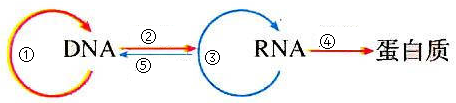 ① DNA ② ⑤ ③ RNA ④ 蛋白质